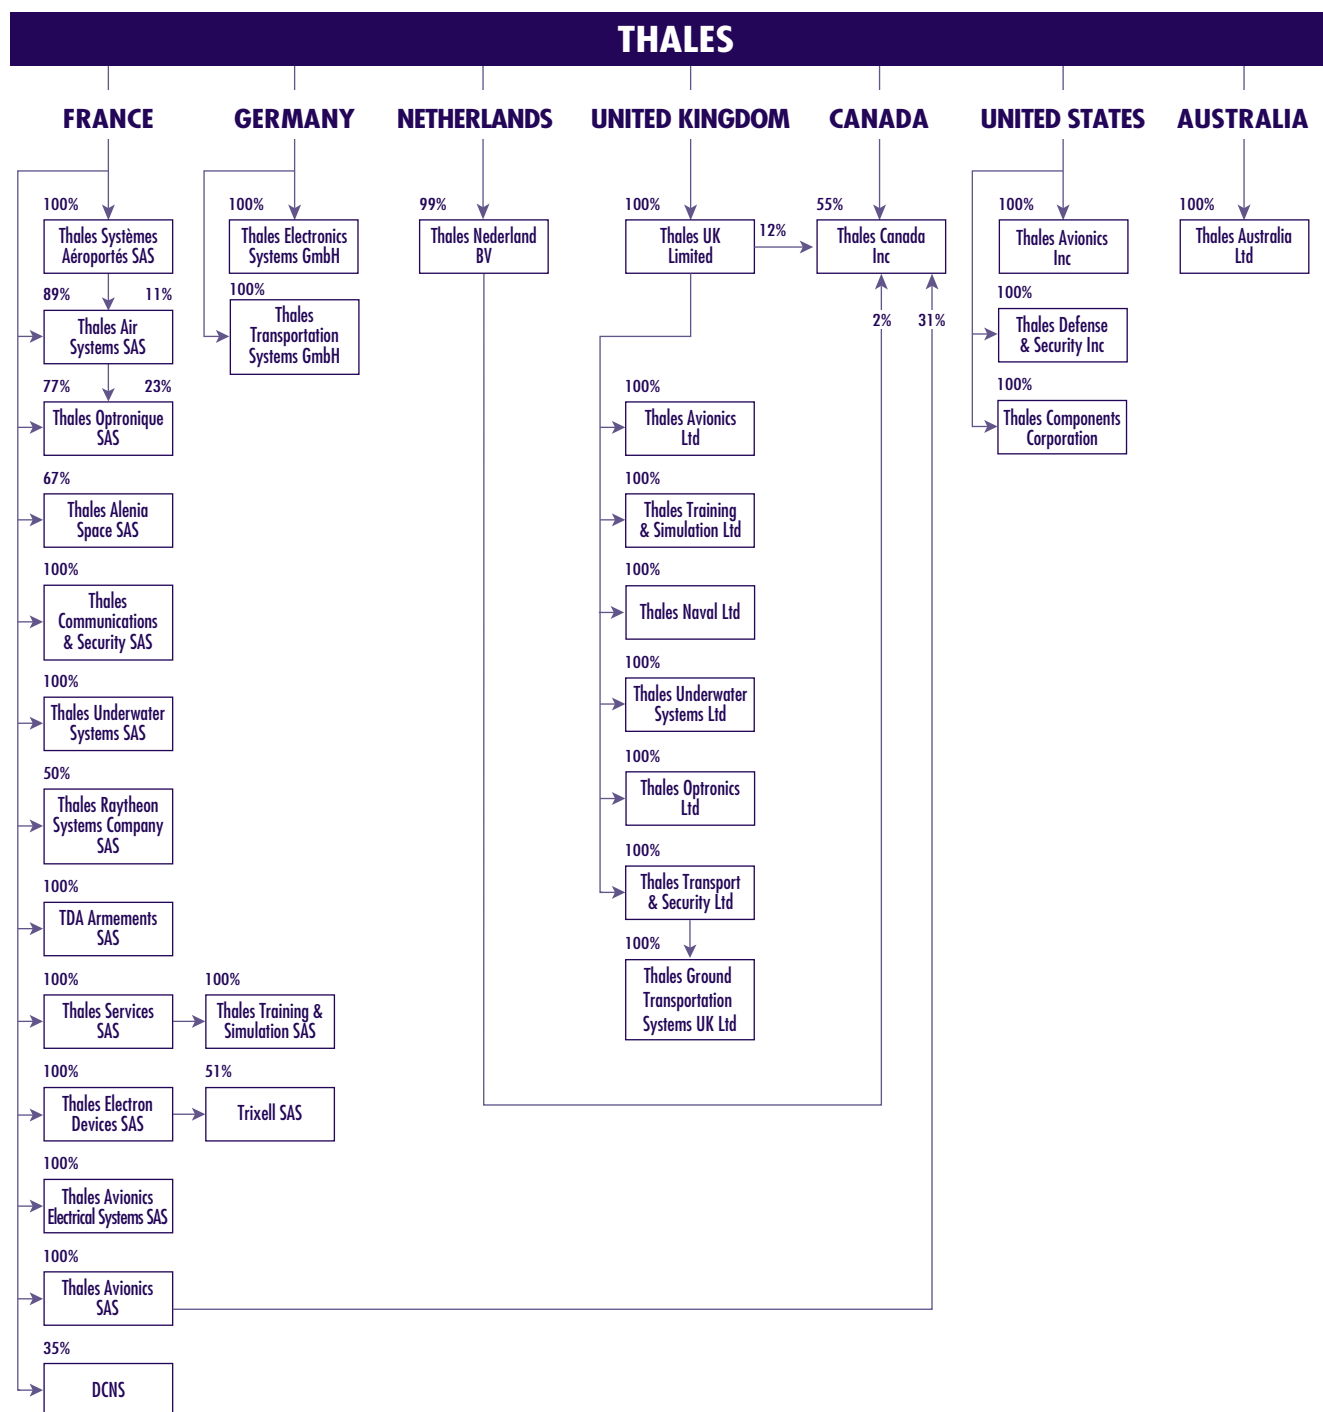 THALES
FRANCE
GERMANY
NETHERLANDS
UNITED KINGDOM
CANADA
UNITED STATES
AUSTRALIA
100%
Thales Systèmes
Aéroportés SAS
89%
11%
Thales Air
Systems SAS
77%
23%
Thales Optronique
SAS
67%
Thales Alenia
Space SAS
100%
Thales
Communications
& Security SAS
100%
Thales Underwater
Systems SAS
50%
Thales Raytheon
Systems Company
SAS
100%
TDA Armements
SAS
100%
Thales Services
SAS
100%
Thales Training &
Simulation SAS
100%
Thales Electron
Devices SAS
51%
Trixell SAS
100%
Thales Avionics
Electrical Systems SAS
100%
Thales Avionics
SAS
35%
DCNS
100%
Thales Electronics
Systems GmbH
100%
Thales
Transportation
Systems GmbH
99%
Thales Nederland
BV
100%
Thales UK
Limited
12%
100%
Thales Avionics
Ltd
100%
Thales Training
& Simulation Ltd
100%
Thales Naval Ltd
100%
Thales Underwater
Systems Ltd
100%
Thales Optronics
Ltd
100%
Thales Transport
& Security Ltd
100%
Thales Ground
Transportation
Systems UK Ltd
55%
Thales Canada
Inc
2%
31%
100%
Thales Avionics
Inc
100%
Thales Defense
& Security Inc
100%
Thales Components
Corporation
100%
Thales Australia
Ltd